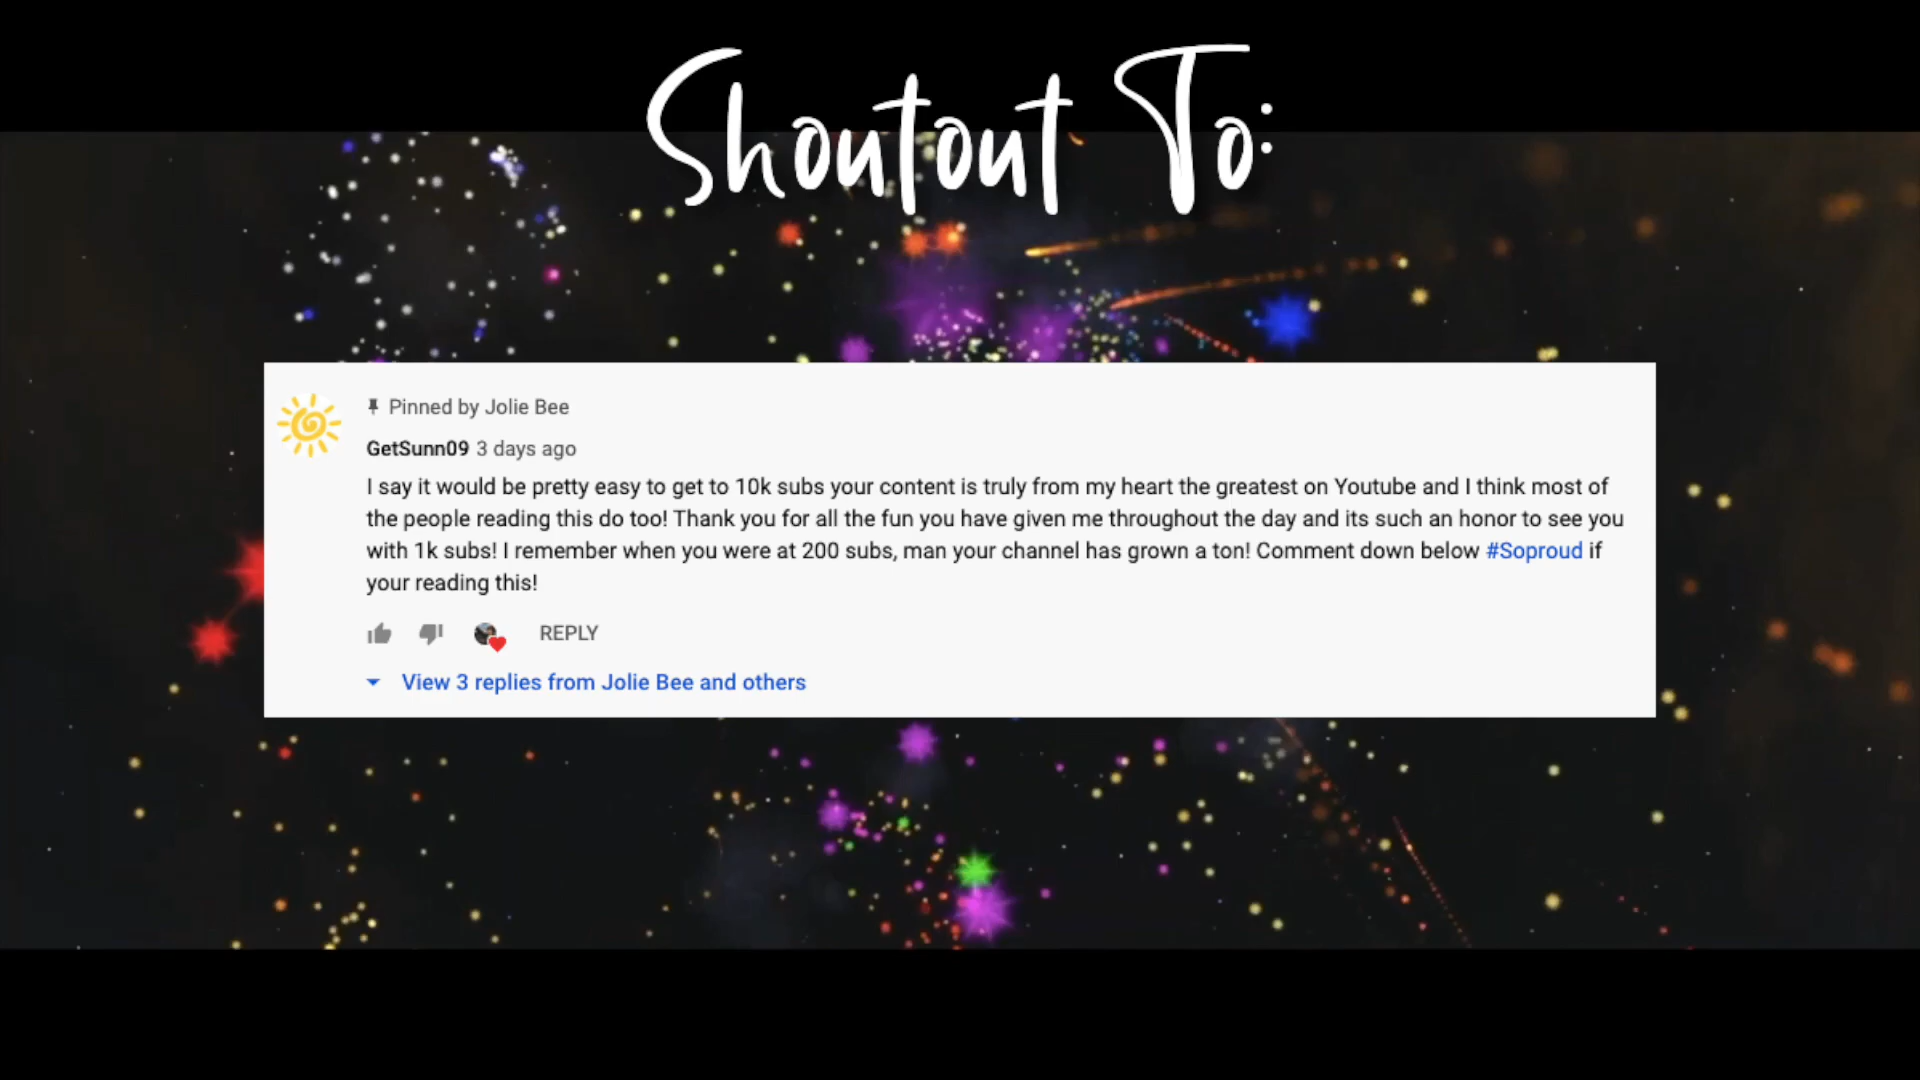 Shoutout To:
Pinned by Jolie Bee
GetSunn09 3 days ago
I say it would be pretty easy to get to 10k subs your content is truly from my heart the greatest on Youtube and I think most of
the people reading this do too! Thank you for all the fun you have given me throughout the day and its such an honor to see you
with 1k subs! I remember when you were at 200 subs, man your channel has grown a ton! Comment down below #Soproud if
your reading this!
REPLY
View 3 replies from Jolie Bee and others